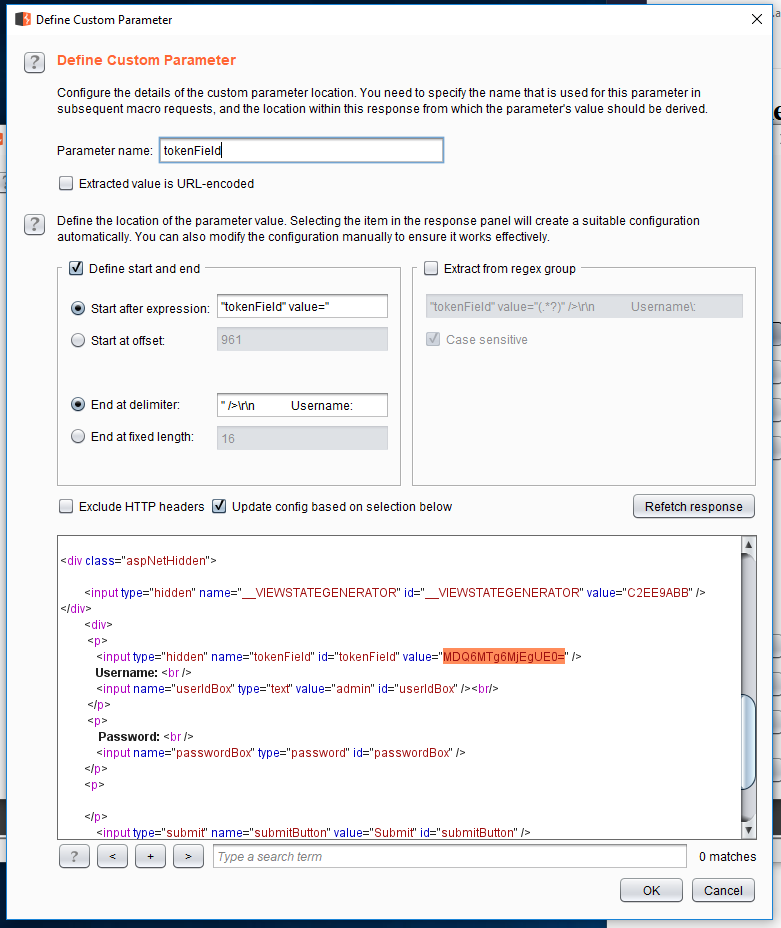 Define Custom Parameter
?
Define Custom Parameter
Configure the details of the custom parameter location. You need to specify the name that is used for this parameter in
subsequent macro requests, and the location within this response from which the parameter's value should be derived.
Parameter name: tokenField
Extracted value is URL-encoded
?
Define the location of the parameter value. Selecting the item in the response panel will create a suitable configuration
automatically. You can also modify the configuration manually to ensure it works effectively.
Define start and end
Start after expression: "tokenField" value="
Start at offset: 961
End at delimiter: " />\r\n Username:
End at fixed length: 16
Extract from regex group
"tokenField" value="(.*?)" />\r\n Username\:
Case sensitive
Exclude HTTP headers Update config based on selection below Refetch response
<div class="aspNetHidden">
<input type="hidden" name="__VIEWSTATEGENERATOR" id="__VIEWSTATEGENERATOR" value="C2EE9ABB" />
</div>
<div>
<p>
<input type="hidden" name="tokenField" id="tokenField" value="MDQ6MTg6MjEgUE0=" />
Username: <br />
<input name="userIdBox" type="text" value="admin" id="userIdBox" /><br/>
</p>
<p>
Password: <br />
<input name="passwordBox" type="password" id="passwordBox" />
</p>
<p>
</p>
<input type="submit" name="submitButton" value="Submit" id="submitButton" />
? < + > Type a search term 0 matches
OK Cancel